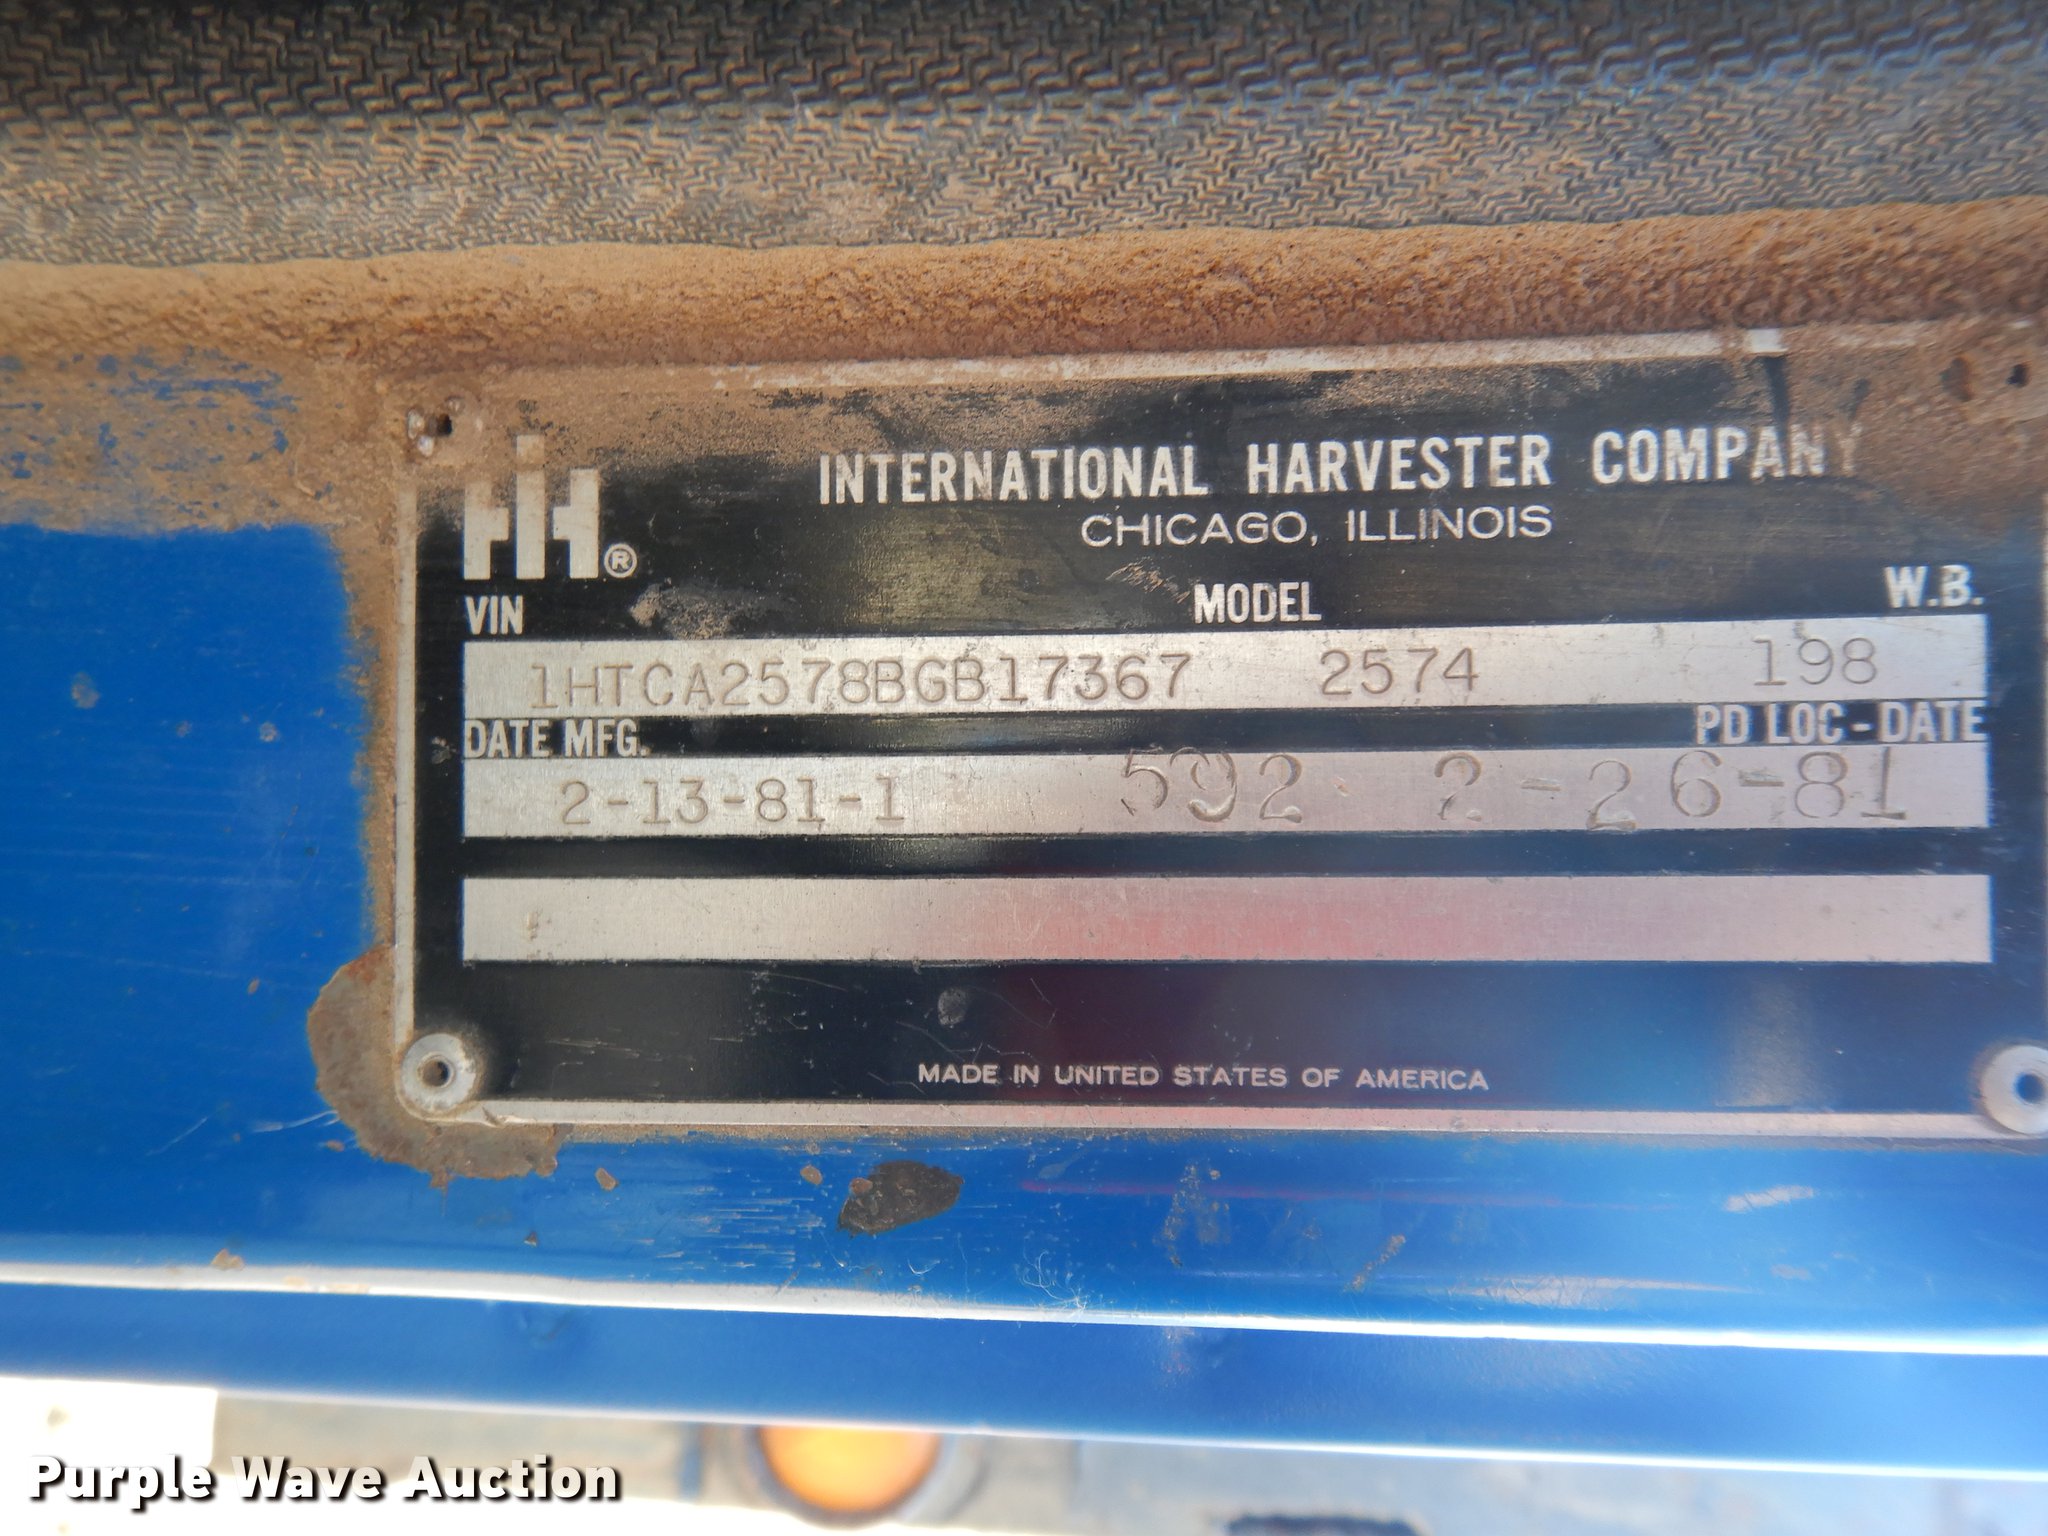 INTERNATIONAL HARVESTER COMPANY
CHICAGO, ILLINOIS
IH®
VIN MODEL W.B.
1HTCA2578BGB17367 2574 198
DATE MFG. PD LOC-DATE
2-13-81-1 592 2-26-81
MADE IN UNITED STATES OF AMERICA
Purple Wave Auction